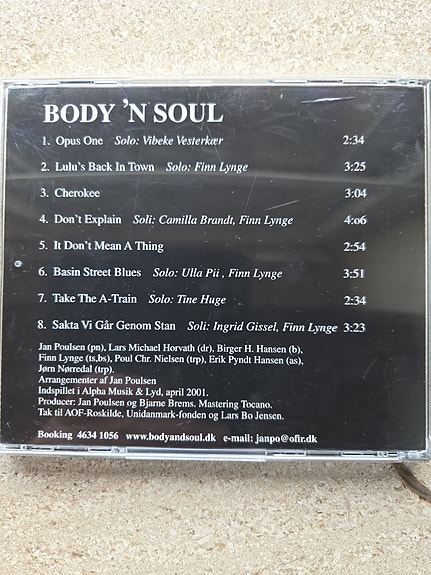 BODY 'N SOUL
1. Opus One Solo: Vibeke Vesterkær 2:34
2. Lulu's Back In Town Solo: Finn Lynge 3:25
3. Cherokee 3:04
4. Don't Explain Soli: Camilla Brandt, Finn Lynge 4:06
5. It Don't Mean A Thing 2:54
6. Basin Street Blues Solo: Ulla Pii , Finn Lynge 3:51
7. Take The A-Train Solo: Tine Huge 2:34
8. Sakta Vi Går Genom Stan Soli: Ingrid Gissel, Finn Lynge 3:23
Jan Poulsen (pn), Lars Michael Horvath (dr), Birger H. Hansen (b),
Finn Lynge (ts,bs), Poul Chr. Nielsen (trp), Erik Pyndt Hansen (as),
Jørn Nørredal (trp).
Arrangementer af Jan Poulsen
Indspillet i Alpha Musik & Lyd, april 2001.
Producer: Jan Poulsen og Bjarne Brems. Mastering Tocano.
Tak til AOF-Roskilde, Unidanmark-fonden og Lars Bo Jensen.
Booking 4634 1056 www.bodyandsoul.dk e-mail: janpo@ofir.dk